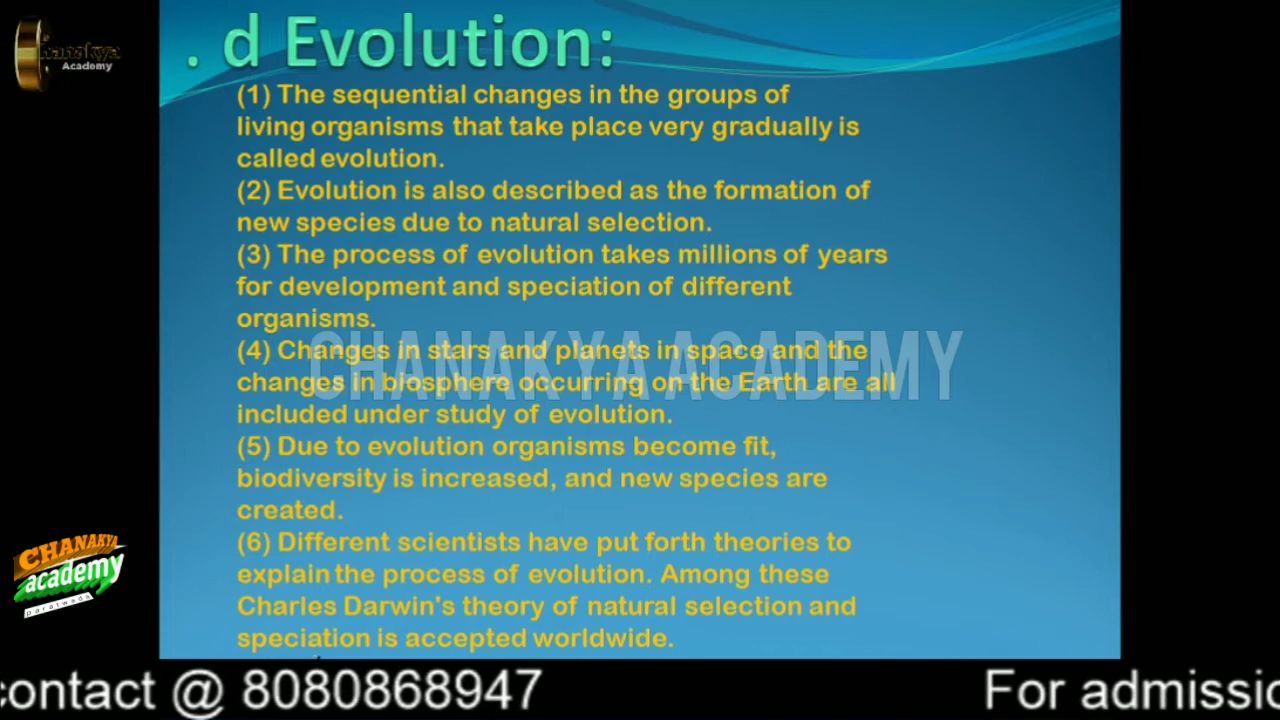 Chanakya
Academy
. d Evolution:
(1) The sequential changes in the groups of
living organisms that take place very gradually is
called evolution.
(2) Evolution is also described as the formation of
new species due to natural selection.
(3) The process of evolution takes millions of years
for development and speciation of different
organisms.
(4) Changes in stars and planets in space and the
changes in biosphere occurring on the Earth are all
included under study of evolution.
(5) Due to evolution organisms become fit,
biodiversity is increased, and new species are
created.
(6) Different scientists have put forth theories to
explain the process of evolution. Among these
Charles Darwin's theory of natural selection and
speciation is accepted worldwide.
CHANAKYA ACADEMY
CHANAKYA
academy
paratwada
contact @ 8080868947 For admissio